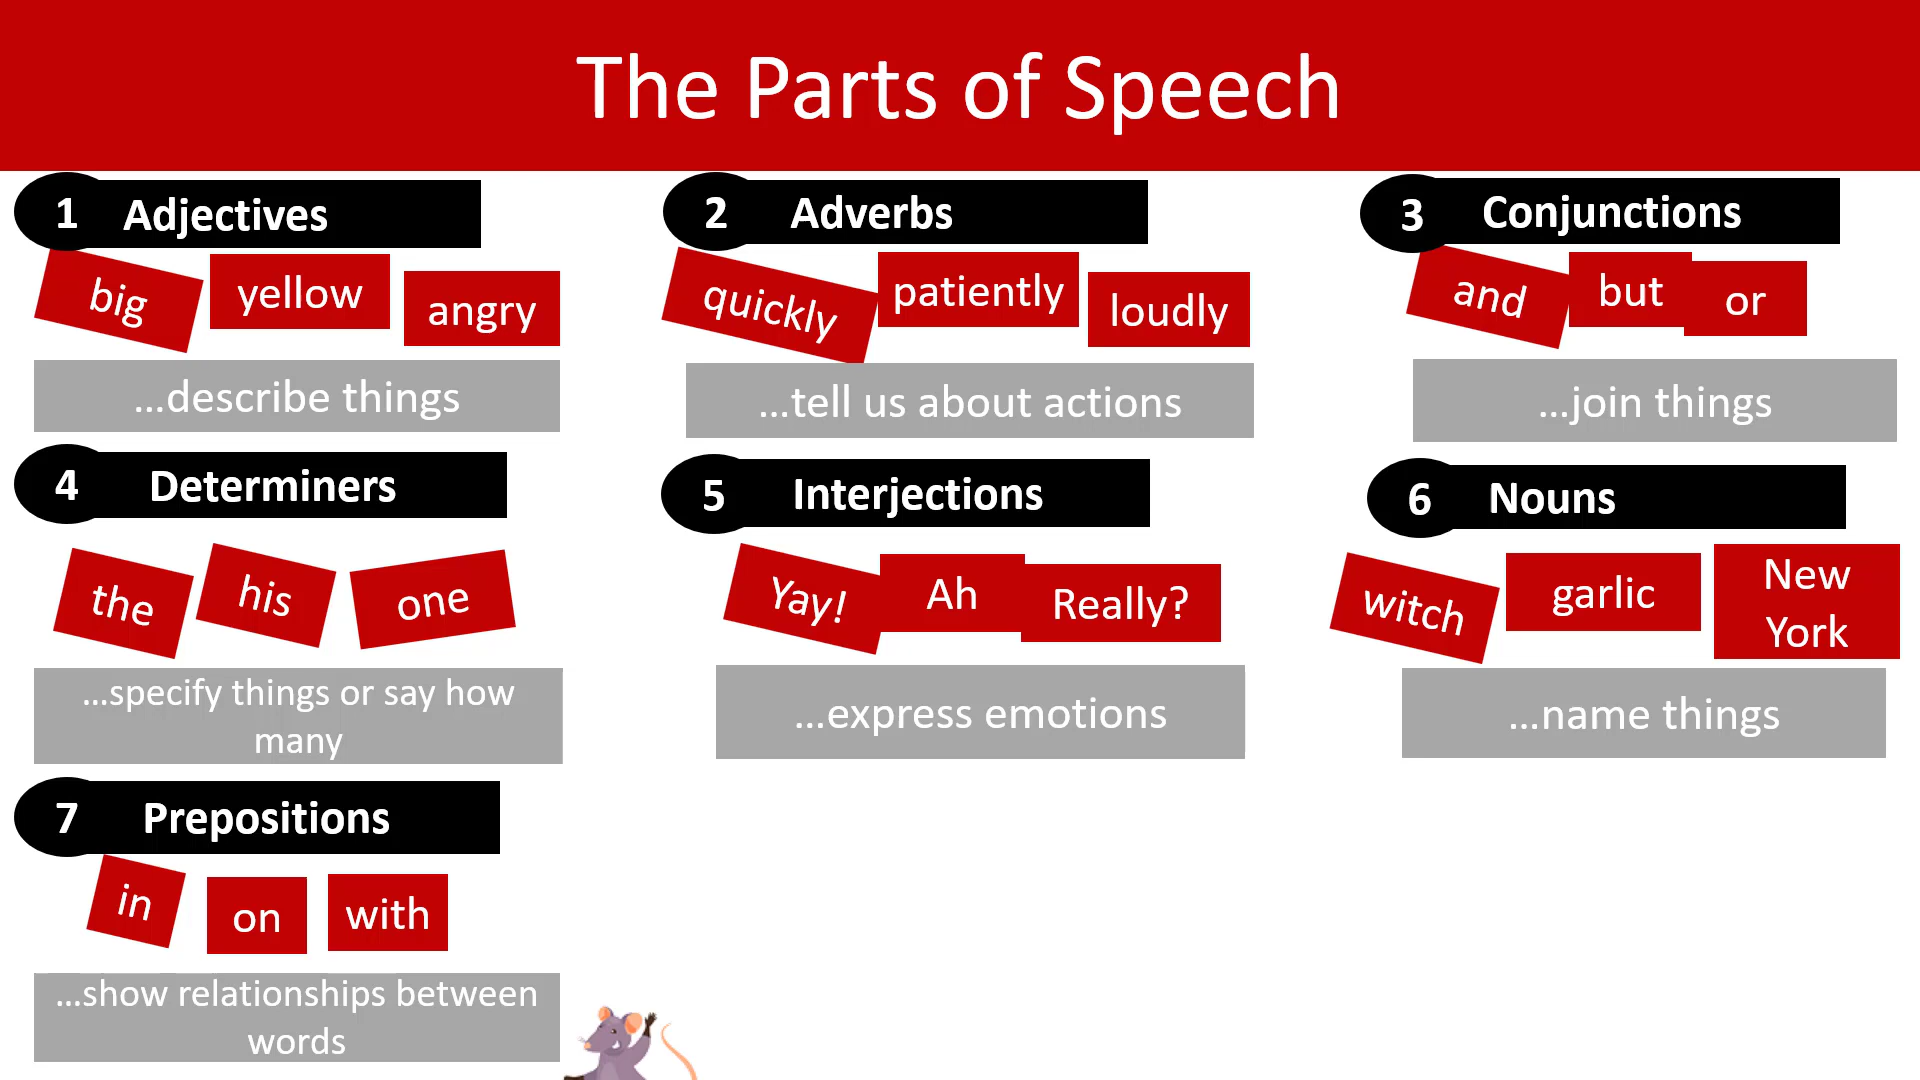 The Parts of Speech
1 Adjectives
big yellow angry
...describe things
2 Adverbs
quickly patiently loudly
...tell us about actions
3 Conjunctions
and but or
...join things
4 Determiners
the his one
...specify things or say how
many
5 Interjections
Yay! Ah Really?
...express emotions
6 Nouns
witch garlic New
York
...name things
7 Prepositions
in on with
...show relationships between
words